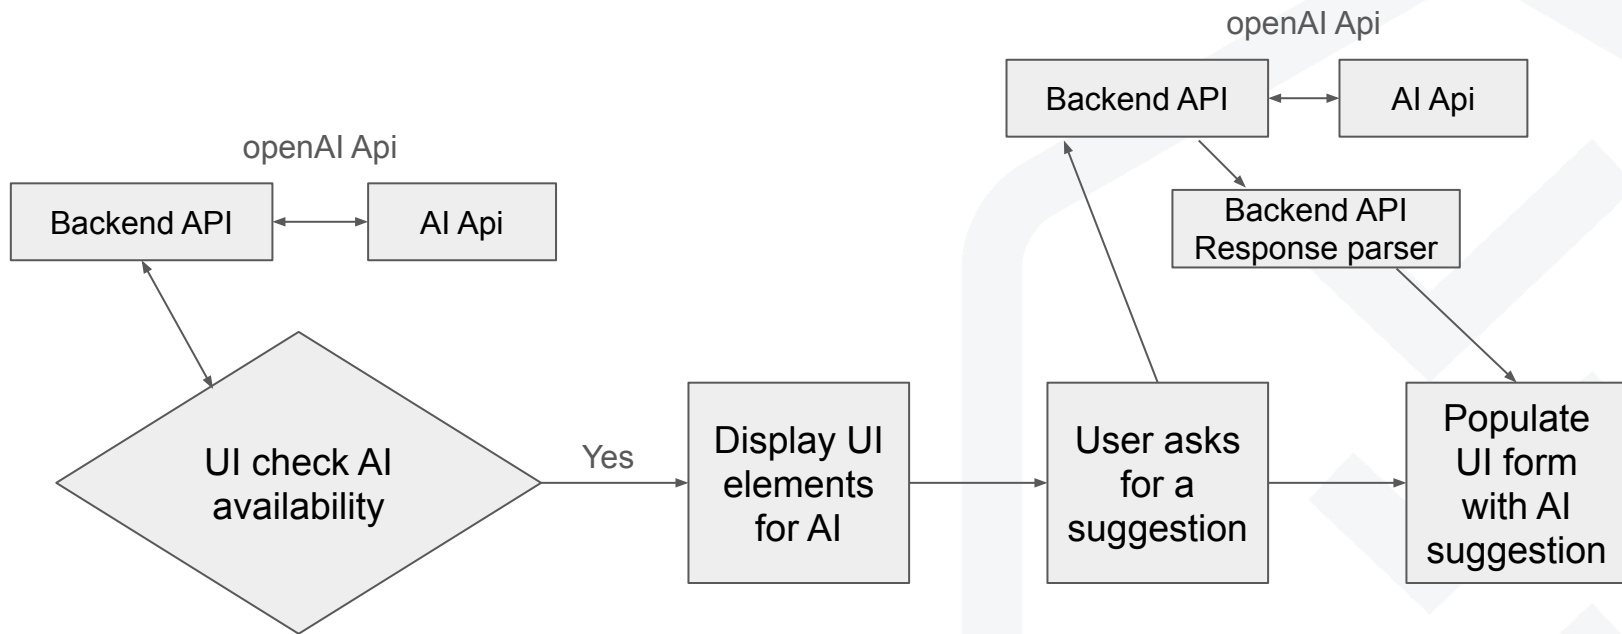 openAI Api
Backend API
AI Api
openAI Api
Backend API
AI Api
Backend API
Response parser
UI check AI
availability
Yes
Display UI
elements
for AI
User asks
for a
suggestion
Populate
UI form
with AI
suggestion